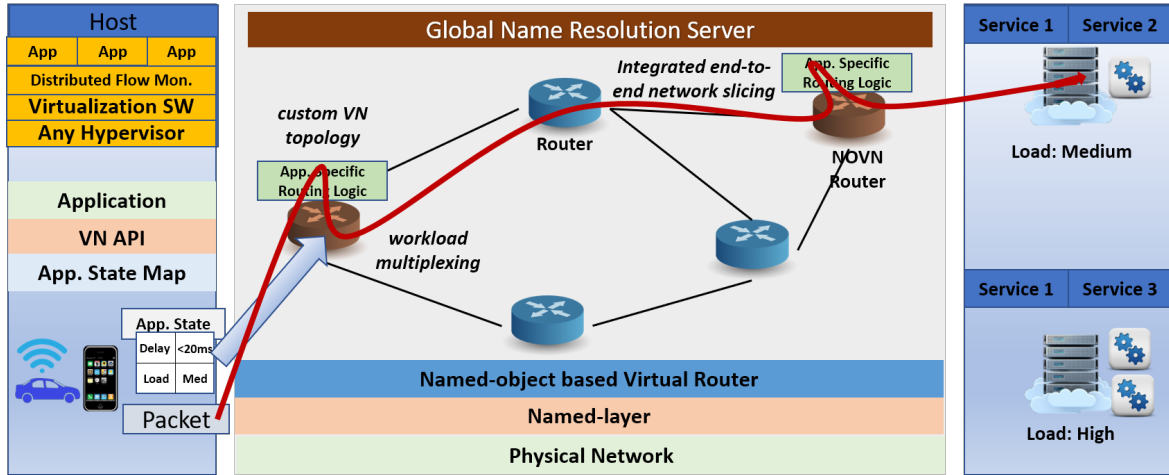 Host
App App App
Distributed Flow Mon.
Virtualization SW
Any Hypervisor
Application
VN API
App. State Map
App. State
Delay <20ms
Load Med
Packet
Global Name Resolution Server
custom VN
topology
App. Specific
Routing Logic
Router
workload
multiplexing
Integrated end-to-
end network slicing
App. Specific
Routing Logic
NOVN
Router
Named-object based Virtual Router
Named-layer
Physical Network
Service 1 Service 2
Load: Medium
Service 1 Service 3
Load: High